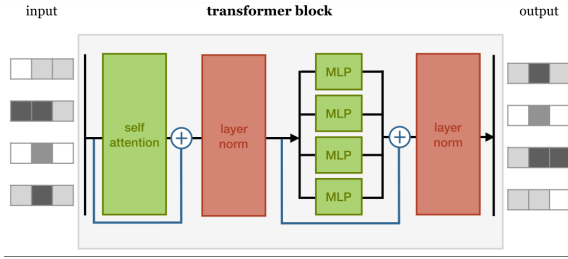 input
transformer block
output
self
attention
layer
norm
MLP
MLP
MLP
MLP
layer
norm